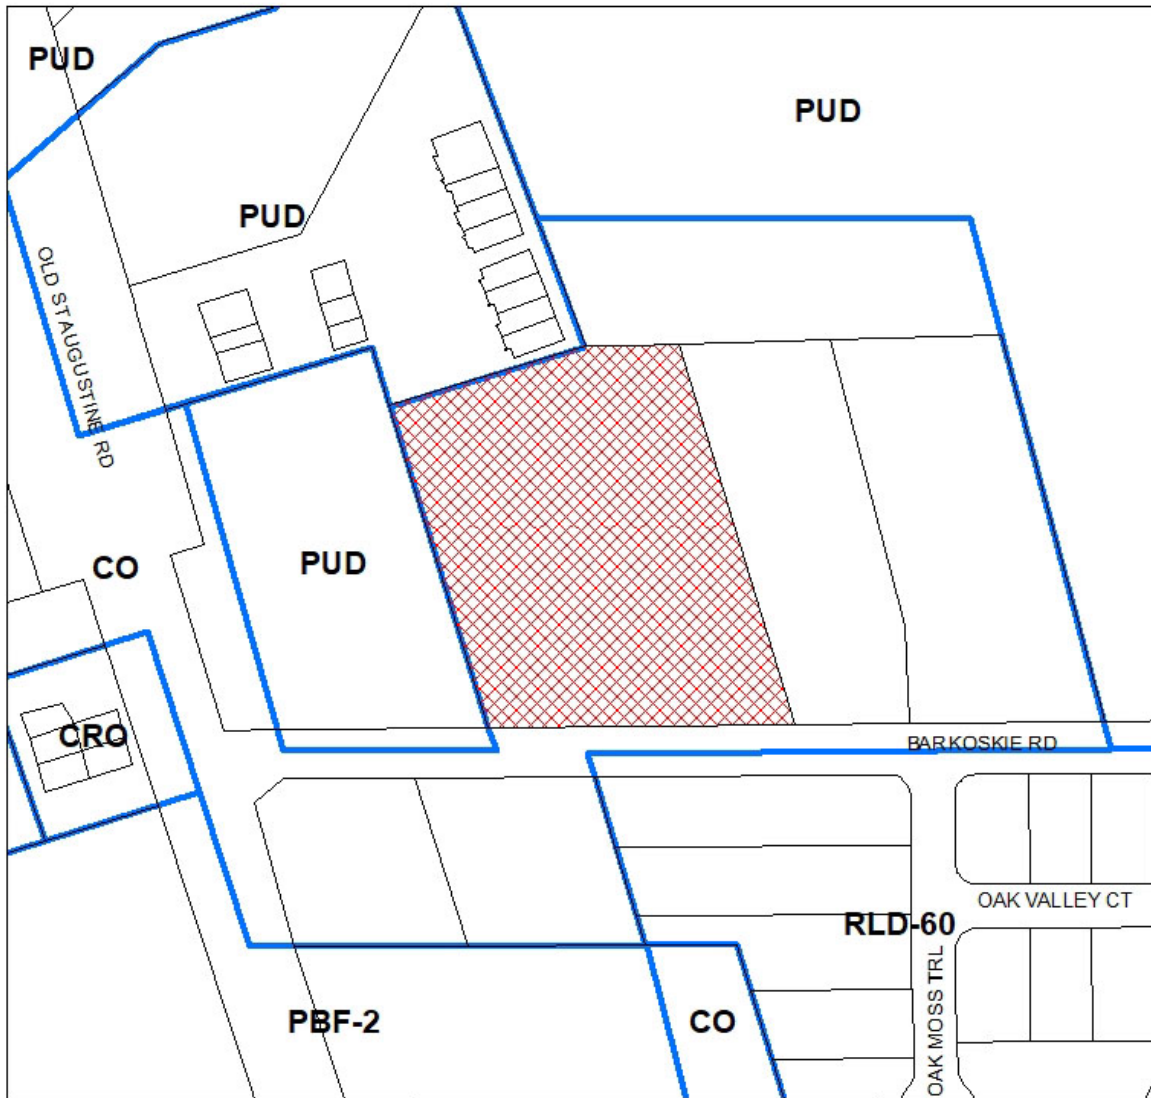 PUD
PUD
PUD
OLD ST AUGUSTINE RD
CO
PUD
CRO
BARKOSKIE RD
OAK VALLEY CT
RLD-60
OAK MOSS TRL
PBF-2
CO